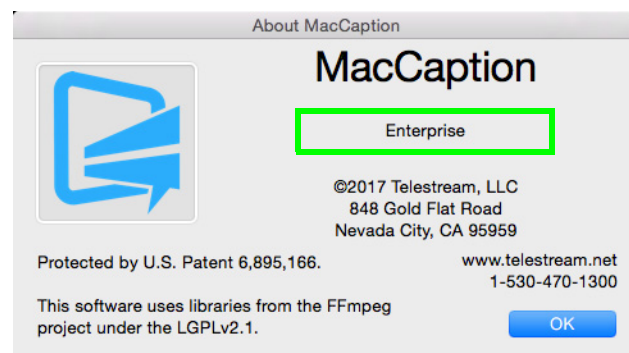 About MacCaption
MacCaption
Enterprise
©2017 Telestream, LLC
848 Gold Flat Road
Nevada City, CA 95959
Protected by U.S. Patent 6,895,166.
www.telestream.net
1-530-470-1300
This software uses libraries from the FFmpeg
project under the LGPLv2.1.
OK